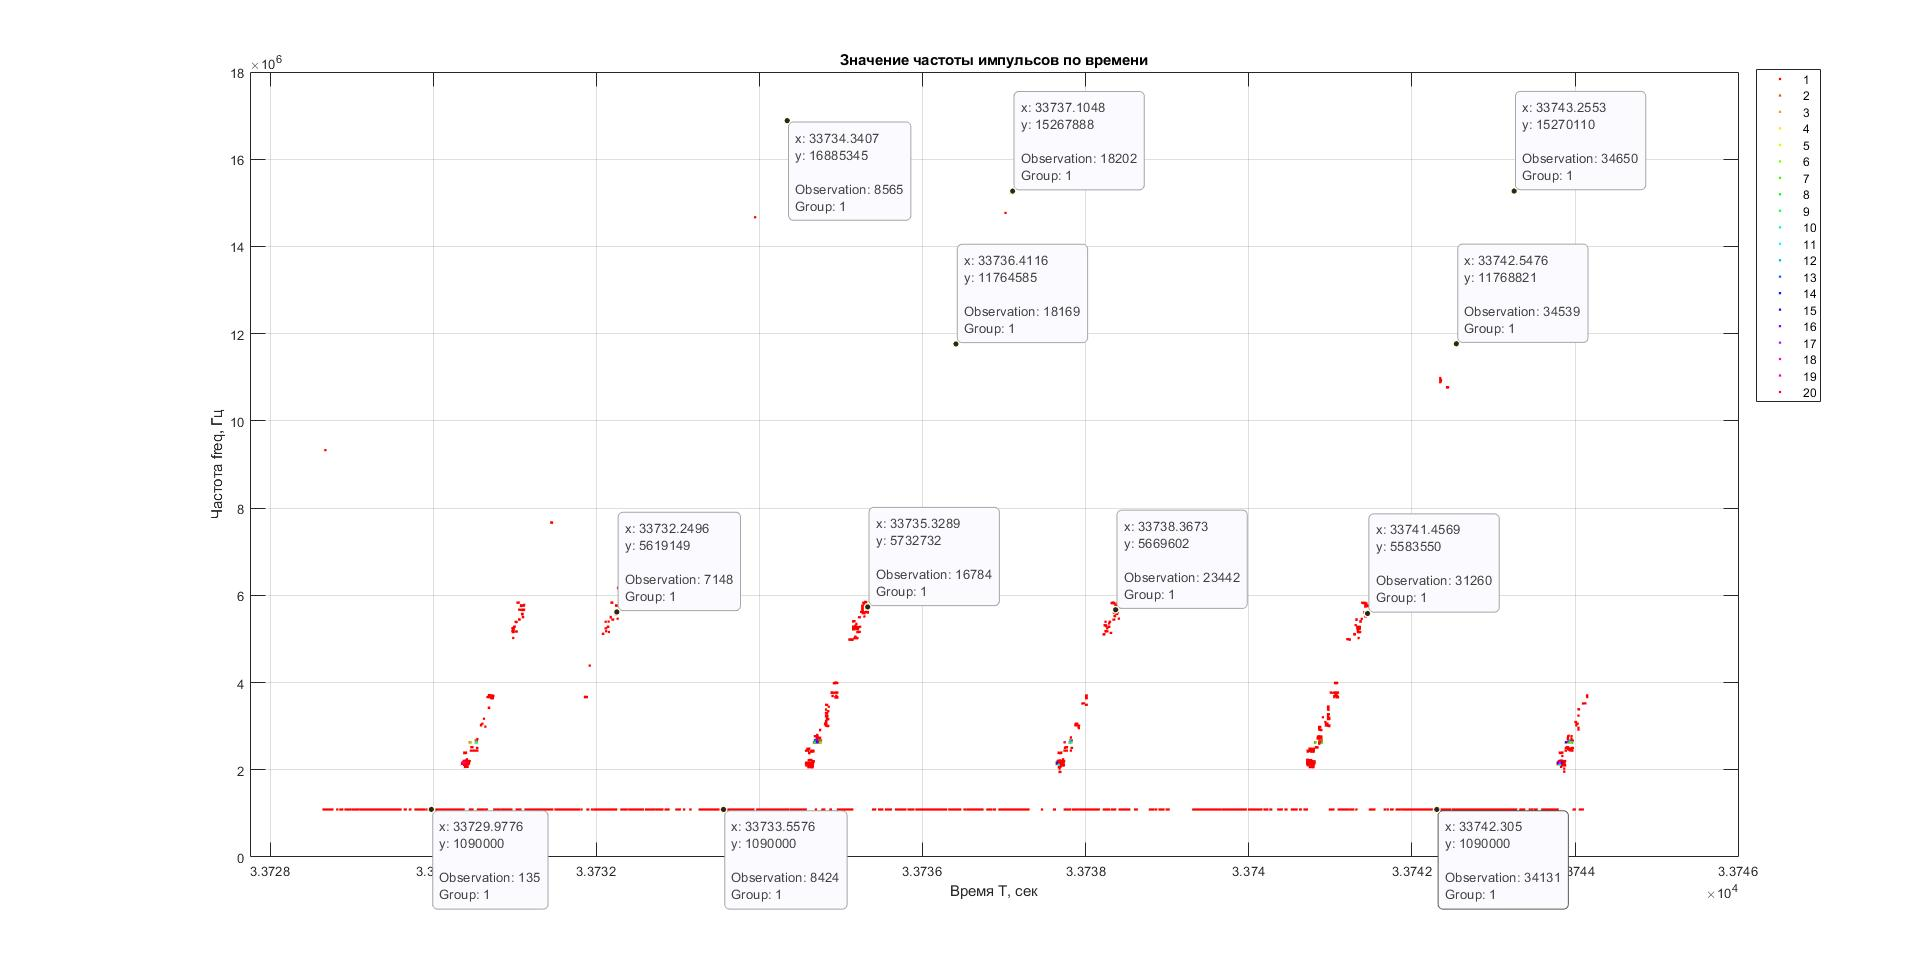 Значение частоты импульсов по времени
×10⁶
18
16
14
12
10
8
6
4
2
0
Частота freq, Гц
x: 33734.3407
y: 16885345
Observation: 8565
Group: 1
x: 33737.1048
y: 15267888
Observation: 18202
Group: 1
x: 33743.2553
y: 15270110
Observation: 34650
Group: 1
x: 33736.4116
y: 11764585
Observation: 18169
Group: 1
x: 33742.5476
y: 11768821
Observation: 34539
Group: 1
x: 33732.2496
y: 5619149
Observation: 7148
Group: 1
x: 33735.3289
y: 5732732
Observation: 16784
Group: 1
x: 33738.3673
y: 5669602
Observation: 23442
Group: 1
x: 33741.4569
y: 5583550
Observation: 31260
Group: 1
x: 33729.9776
y: 1090000
Observation: 135
Group: 1
x: 33733.5576
y: 1090000
Observation: 8424
Group: 1
x: 33742.305
y: 1090000
Observation: 34131
Group: 1
3.3728
3.3732
3.3736
3.3738
3.374
3.3742
3.3746
×10⁴
Время T, сек
1
2
3
4
5
6
7
8
9
10
11
12
13
14
15
16
17
18
19
20